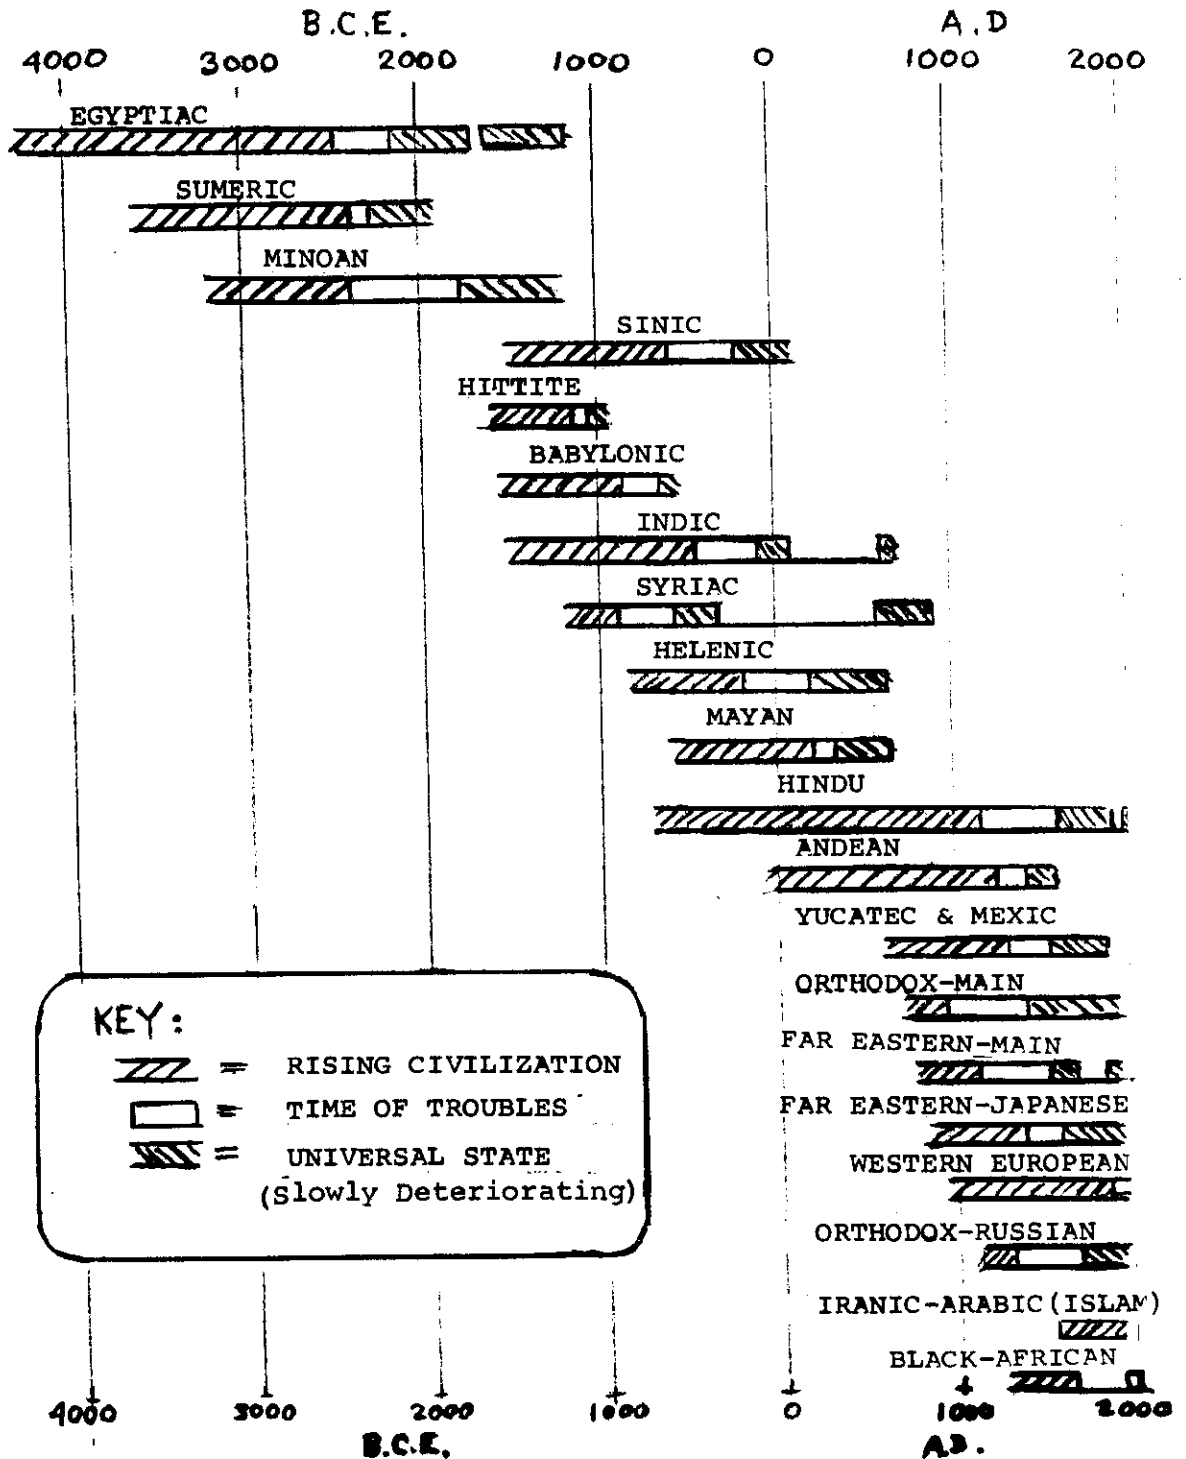 B.C.E. A.D
4000 3000 2000 1000 0 1000 2000
EGYPTIAC
SUMERIC
MINOAN
SINIC
HITTITE
BABYLONIC
INDIC
SYRIAC
HELENIC
MAYAN
HINDU
ANDEAN
YUCATEC & MEXIC
ORTHODOX-MAIN
FAR EASTERN-MAIN
FAR EASTERN-JAPANESE
WESTERN EUROPEAN
ORTHODOX-RUSSIAN
IRANIC-ARABIC(ISLAM)
BLACK-AFRICAN
KEY:
= RISING CIVILIZATION
= TIME OF TROUBLES
= UNIVERSAL STATE
(Slowly Deteriorating)
4000 3000 2000 1000 0 1000 2000
B.C.E. A.D.